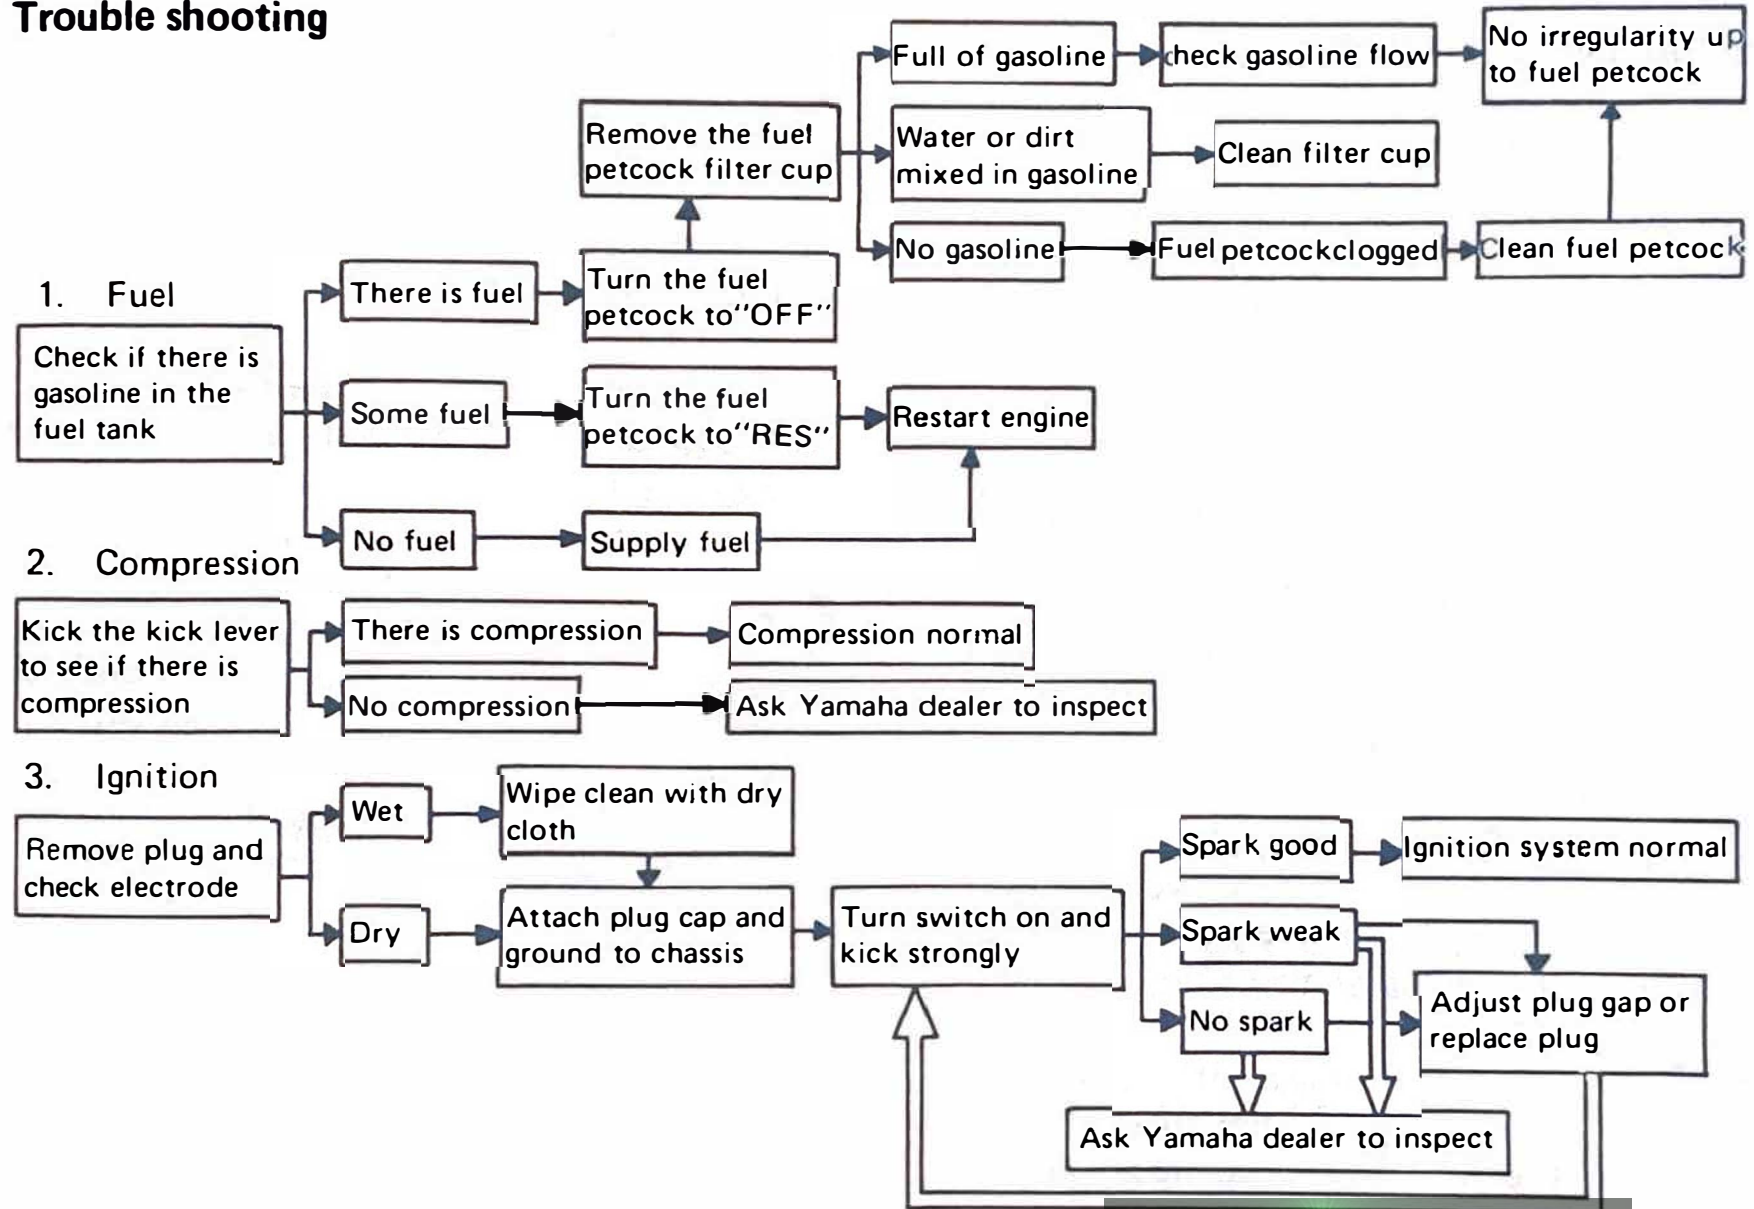 Trouble shooting
1. Fuel
Check if there is
gasoline in the
fuel tank
There is fuel
Turn the fuel
petcock to "OFF"
Remove the fuel
petcock filter cup
Full of gasoline
check gasoline flow
No irregularity up
to fuel petcock
Water or dirt
mixed in gasoline
Clean filter cup
No gasoline
Fuel petcock clogged
Clean fuel petcock
Some fuel
Turn the fuel
petcock to "RES"
Restart engine
No fuel
Supply fuel
2. Compression
Kick the kick lever
to see if there is
compression
There is compression
Compression normal
No compression
Ask Yamaha dealer to inspect
3. Ignition
Remove plug and
check electrode
Wet
Wipe clean with dry
cloth
Dry
Attach plug cap and
ground to chassis
Turn switch on and
kick strongly
Spark good
Ignition system normal
Spark weak
No spark
Adjust plug gap or
replace plug
Ask Yamaha dealer to inspect